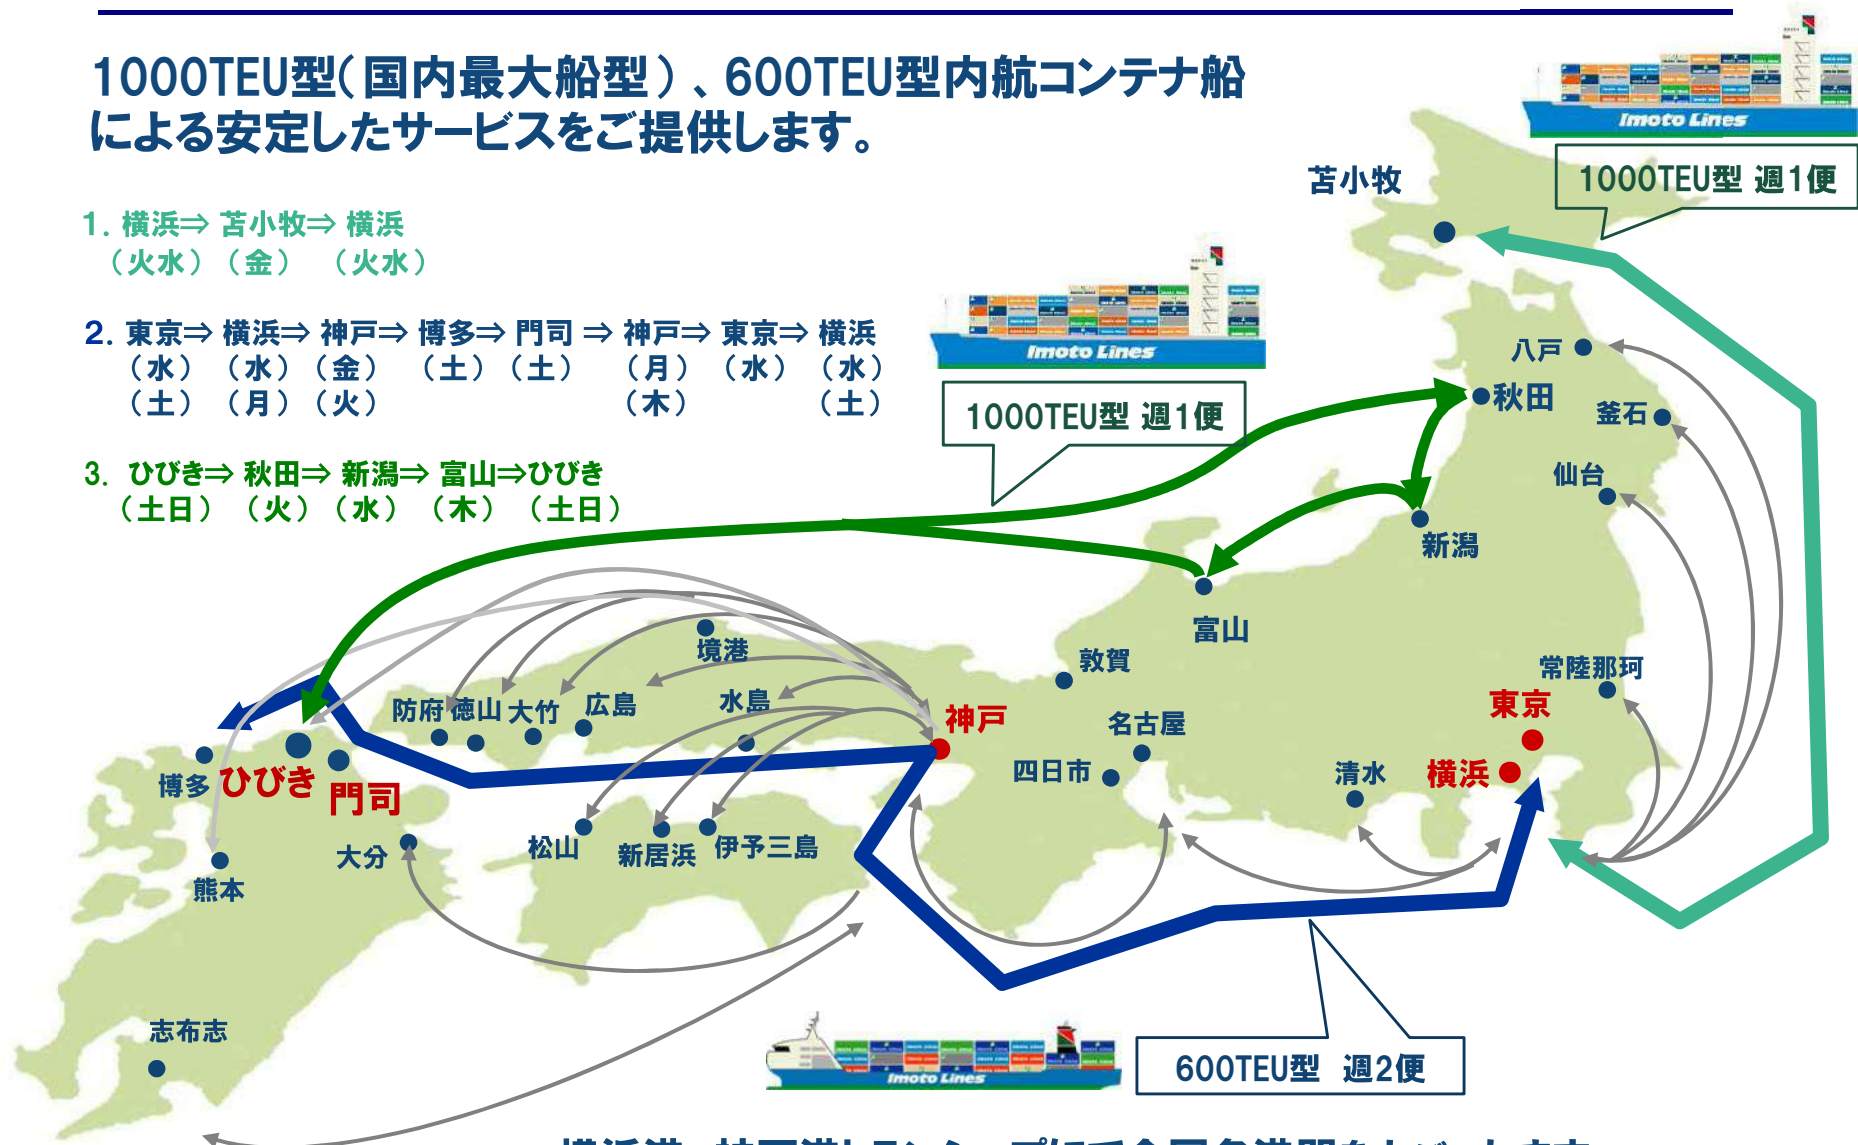 1000TEU型（国内最大船型）、600TEU型内航コンテナ船
による安定したサービスをご提供します。
1. 横浜⇒ 苫小牧⇒ 横浜
（火水）（金） （火水）
2. 東京⇒ 横浜⇒ 神戸⇒ 博多⇒ 門司 ⇒ 神戸⇒ 東京⇒ 横浜
（水） （水）（金） （土）（土） （月）（水） （水）
（土） （月）（火） （木） （土）
3. ひびき⇒ 秋田⇒ 新潟⇒ 富山⇒ひびき
（土日） （火）（水） （木） （土日）
Imoto Lines
1000TEU型 週1便
苫小牧
Imoto Lines
1000TEU型 週1便
八戸
秋田
釜石
仙台
新潟
富山
境港
敦賀
常陸那珂
防府
徳山
大竹
広島
水島
神戸
名古屋
東京
四日市
清水
横浜
博多
ひびき
門司
大分
松山
新居浜
伊予三島
熊本
志布志
Imoto Lines
600TEU型 週2便